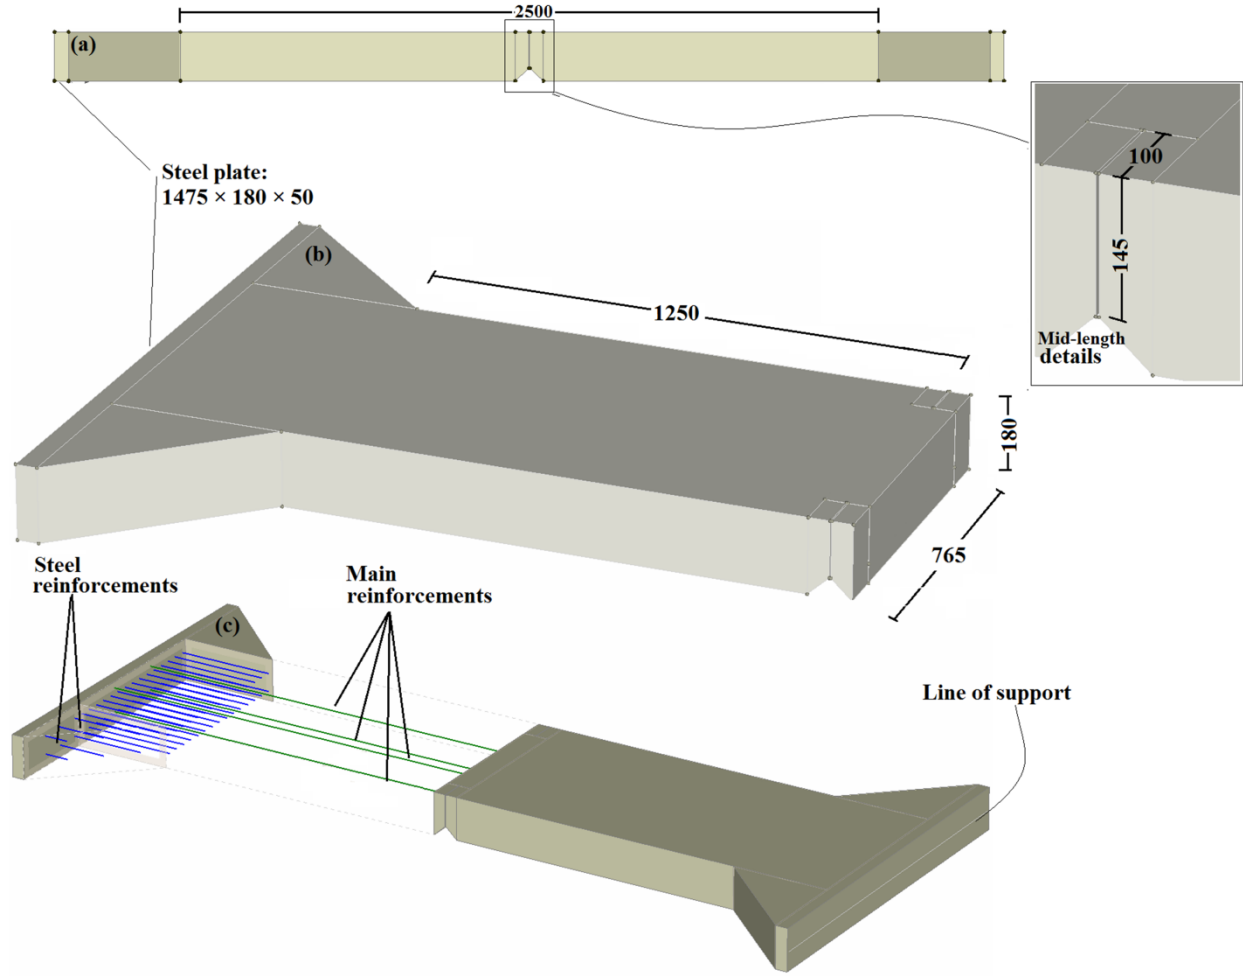 2500
(a)
100
145
Mid-length
details
Steel plate:
1475 × 180 × 50
(b)
1250
180
765
Steel
reinforcements
Main
reinforcements
(c)
Line of support